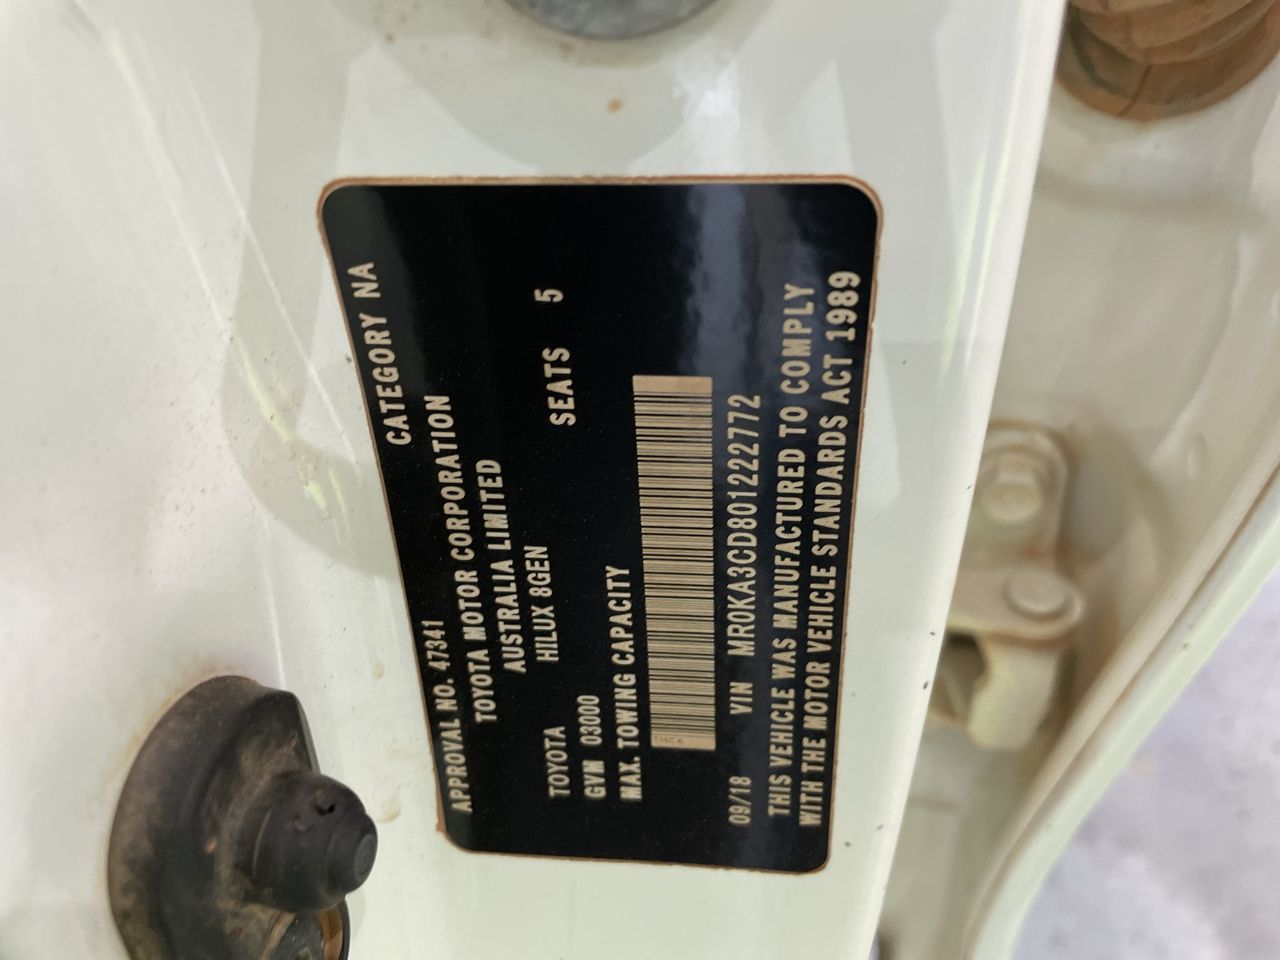 APPROVAL NO. 47341 CATEGORY NA
TOYOTA MOTOR CORPORATION
AUSTRALIA LIMITED
TOYOTA HILUX 8GEN
GVM 03000 SEATS 5
MAX. TOWING CAPACITY
TMCA
09/18 VIN MR0KA3CD801222772
THIS VEHICLE WAS MANUFACTURED TO COMPLY
WITH THE MOTOR VEHICLE STANDARDS ACT 1989